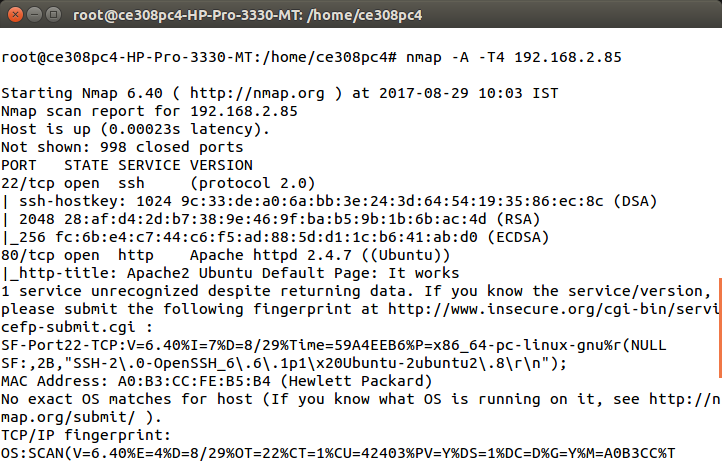 root@ce308pc4-HP-Pro-3330-MT: /home/ce308pc4
root@ce308pc4-HP-Pro-3330-MT:/home/ce308pc4# nmap -A -T4 192.168.2.85
Starting Nmap 6.40 ( http://nmap.org ) at 2017-08-29 10:03 IST
Nmap scan report for 192.168.2.85
Host is up (0.00023s latency).
Not shown: 998 closed ports
PORT   STATE SERVICE VERSION
22/tcp open  ssh     (protocol 2.0)
| ssh-hostkey: 1024 9c:33:de:a0:6a:bb:3e:24:3d:64:54:19:35:86:ec:8c (DSA)
| 2048 28:af:d4:2d:b7:38:9e:46:9f:ba:b5:9b:1b:6b:ac:4d (RSA)
|_256 fc:6b:e4:c7:44:c6:f5:ad:88:5d:d1:1c:b6:41:ab:d0 (ECDSA)
80/tcp open  http    Apache httpd 2.4.7 ((Ubuntu))
|_http-title: Apache2 Ubuntu Default Page: It works
1 service unrecognized despite returning data. If you know the service/version,
please submit the following fingerprint at http://www.insecure.org/cgi-bin/servi
cefp-submit.cgi :
SF-Port22-TCP:V=6.40%I=7%D=8/29%Time=59A4EEB6%P=x86_64-pc-linux-gnu%r(NULL
SF:,2B,"SSH-2\.0-OpenSSH_6\.6\.1p1\x20Ubuntu-2ubuntu2\.8\r\n");
MAC Address: A0:B3:CC:FE:B5:B4 (Hewlett Packard)
No exact OS matches for host (If you know what OS is running on it, see http://n
map.org/submit/ ).
TCP/IP fingerprint:
OS:SCAN(V=6.40%E=4%D=8/29%OT=22%CT=1%CU=42403%PV=Y%DS=1%DC=D%G=Y%M=A0B3CC%T